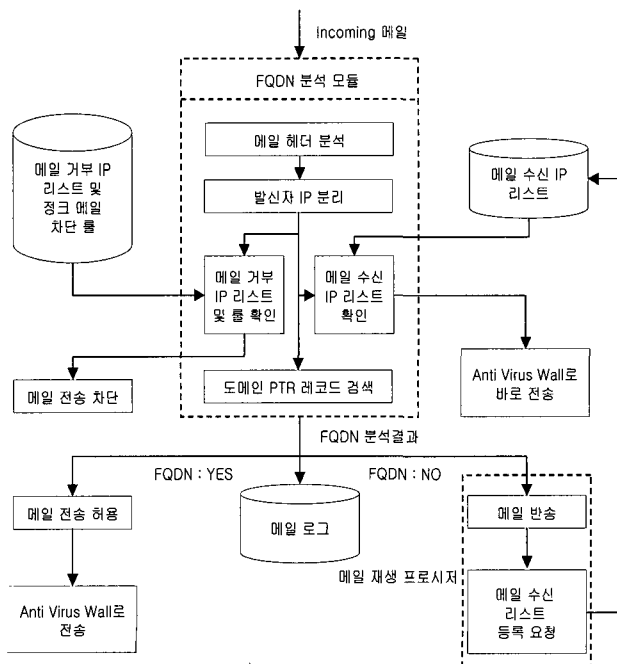 Incoming 메일
FQDN 분석 모듈
메일 헤더 분석
발신자 IP 분리
메일 거부 IP
리스트 및
정크 메일
차단 룰
메일 수신 IP
리스트
메일 거부
IP 리스트
및 룰 확인
메일 수신
IP 리스트
확인
도메인 PTR 레코드 검색
메일 전송 차단
Anti Virus Wall로
바로 전송
FQDN 분석결과
FQDN : YES
FQDN : NO
메일 전송 허용
메일 로그
메일 반송
메일 재생 프로시저
Anti Virus Wall로
전송
메일 수신
리스트
등록 요청